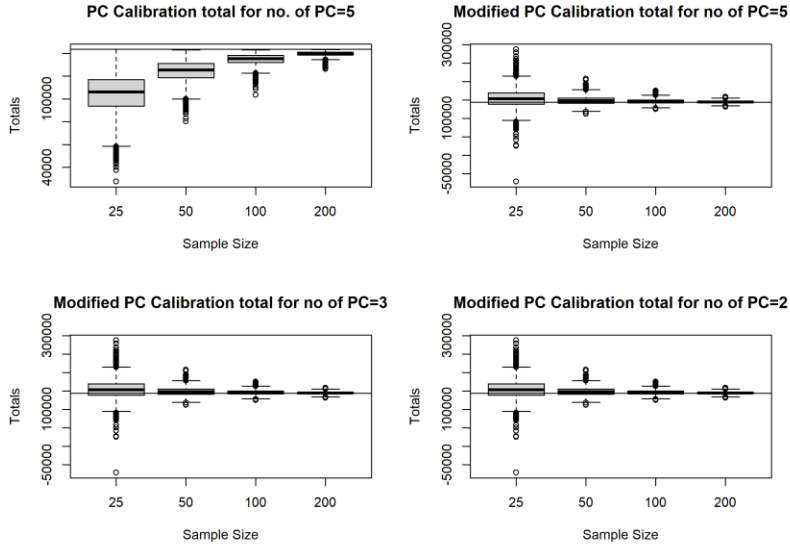 PC Calibration total for no. of PC=5
Totals
100000
40000
25 50 100 200
Sample Size
Modified PC Calibration total for no of PC=5
Totals
300000
100000
-50000
25 50 100 200
Sample Size
Modified PC Calibration total for no of PC=3
Totals
300000
100000
-50000
25 50 100 200
Sample Size
Modified PC Calibration total for no of PC=2
Totals
300000
100000
-50000
25 50 100 200
Sample Size